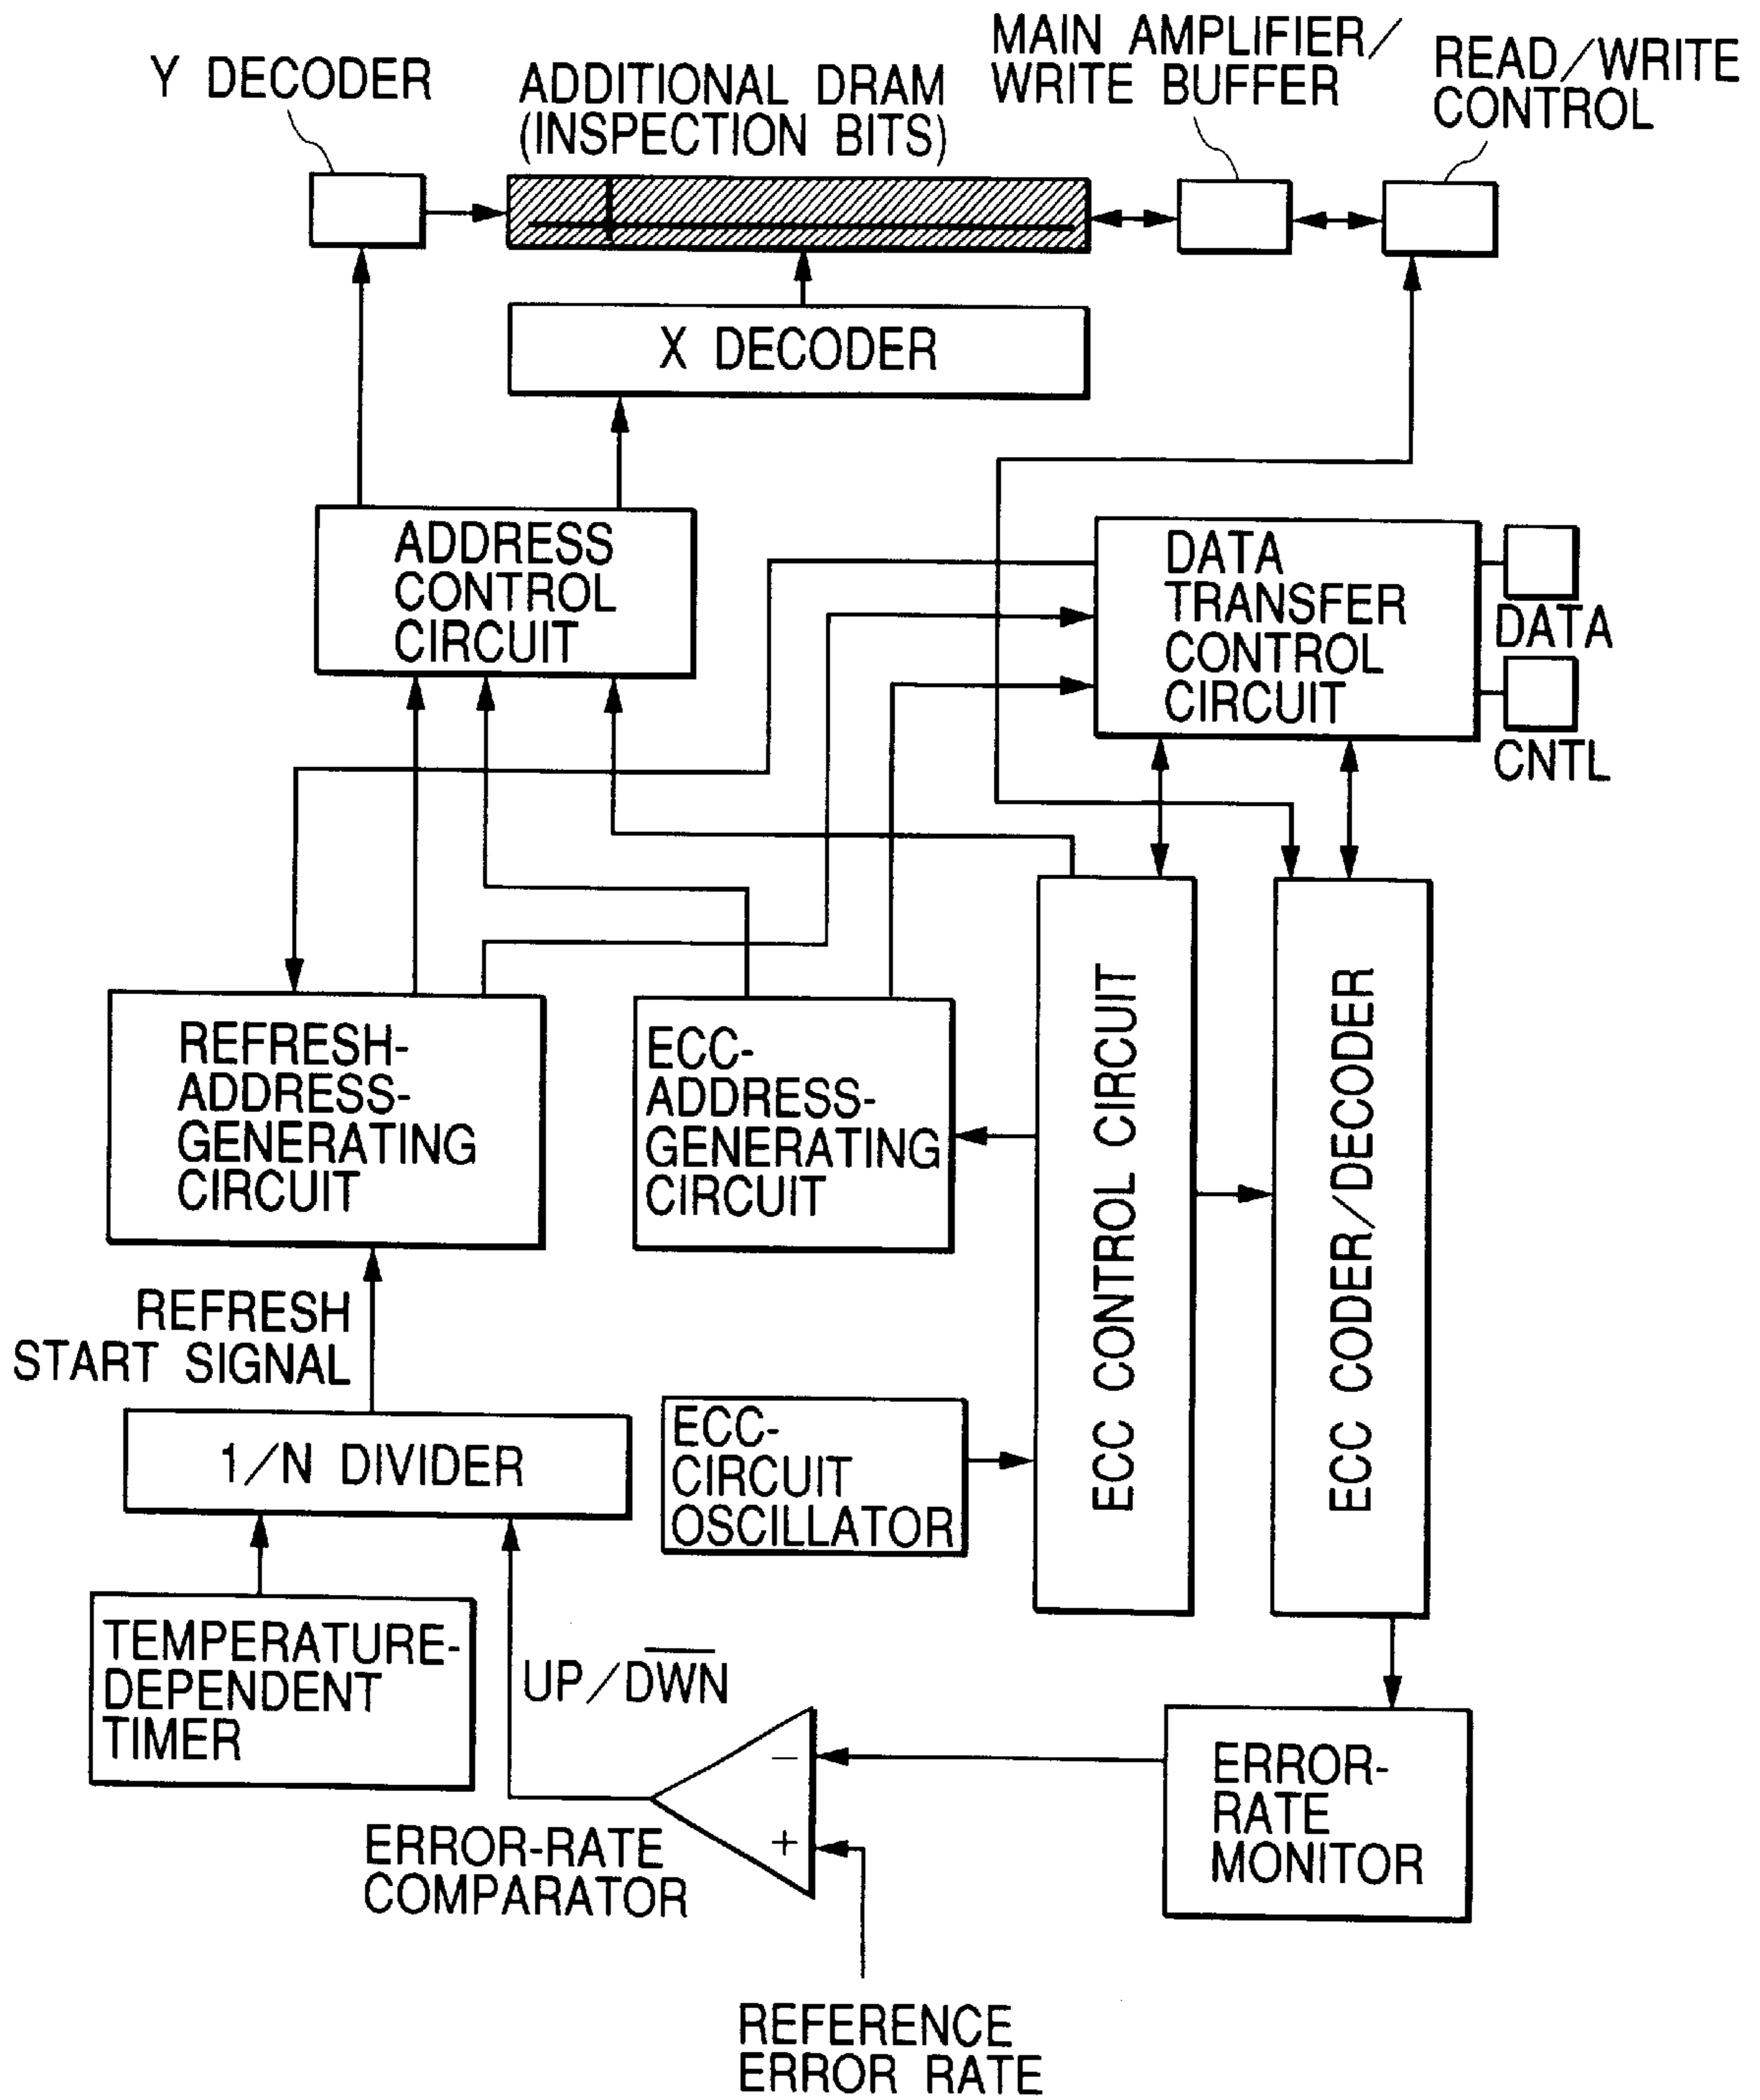 MAIN AMPLIFIER/
WRITE BUFFER
READ/WRITE
CONTROL
Y DECODER
ADDITIONAL DRAM
(INSPECTION BITS)
X DECODER
ADDRESS
CONTROL
CIRCUIT
DATA
TRANSFER
CONTROL
CIRCUIT
DATA
CNTL
REFRESH-
ADDRESS-
GENERATING
CIRCUIT
ECC-
ADDRESS-
GENERATING
CIRCUIT
ECC CONTROL CIRCUIT
ECC CODER/DECODER
REFRESH
START SIGNAL
1/N DIVIDER
ECC-
CIRCUIT
OSCILLATOR
TEMPERATURE-
DEPENDENT
TIMER
UP/D̅W̅N̅
−
+
ERROR-RATE
COMPARATOR
ERROR-
RATE
MONITOR
REFERENCE
ERROR RATE